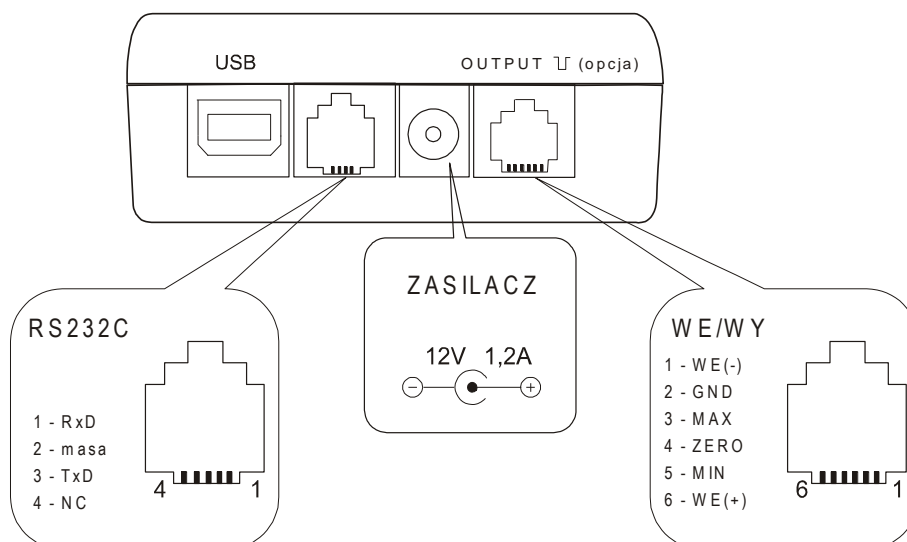 USB
OUTPUT (opcja)
RS232C
1 - RxD
2 - masa
3 - TxD
4 - NC
4 1
ZASILACZ
12V 1,2A
WE/WY
1 - WE(-)
2 - GND
3 - MAX
4 - ZERO
5 - MIN
6 - WE(+)
6 1